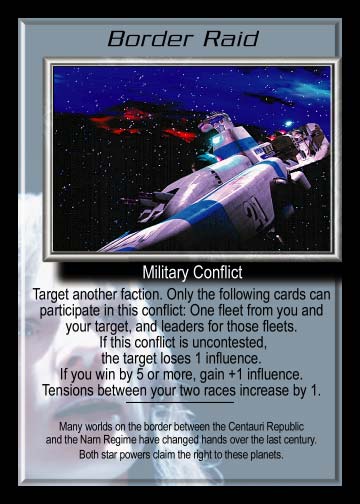 Border Raid
21
Military Conflict
Target another faction. Only the following cards can
participate in this conflict: One fleet from you and
your target, and leaders for those fleets.
If this conflict is uncontested,
the target loses 1 influence.
If you win by 5 or more, gain +1 influence.
Tensions between your two races increase by 1.
Many worlds on the border between the Centauri Republic
and the Narn Regime have changed hands over the last century.
Both star powers claim the right to these planets.